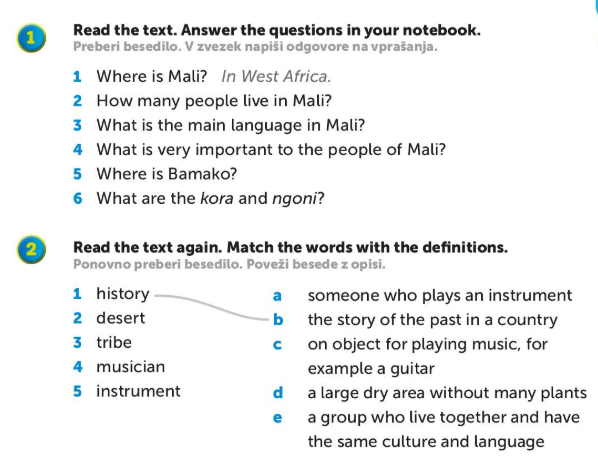 1 Read the text. Answer the questions in your notebook.
Preberi besedilo. V zvezek napiši odgovore na vprašanja.
1 Where is Mali? In West Africa.
2 How many people live in Mali?
3 What is the main language in Mali?
4 What is very important to the people of Mali?
5 Where is Bamako?
6 What are the kora and ngoni?
2 Read the text again. Match the words with the definitions.
Ponovno preberi besedilo. Poveži besede z opisi.
1 history
2 desert
3 tribe
4 musician
5 instrument
a someone who plays an instrument
b the story of the past in a country
c on object for playing music, for
example a guitar
d a large dry area without many plants
e a group who live together and have
the same culture and language